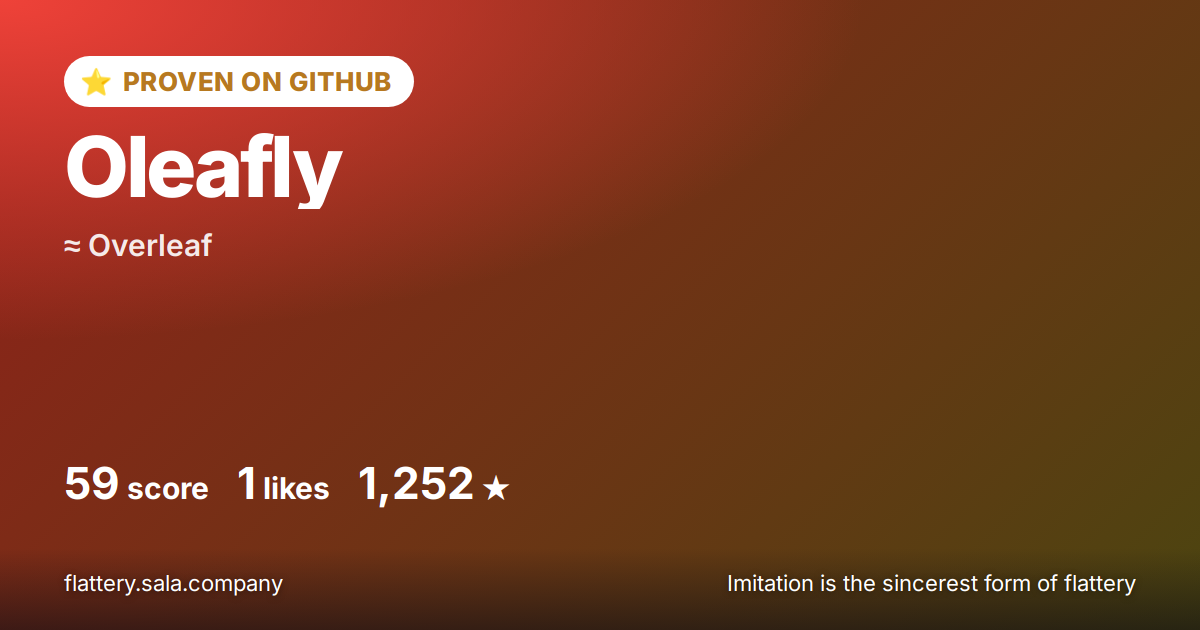 ⭐ PROVEN ON GITHUB
Oleafly
≈ Overleaf
59 score 1 likes 1,252 ★
flattery.sala.company
Imitation is the sincerest form of flattery